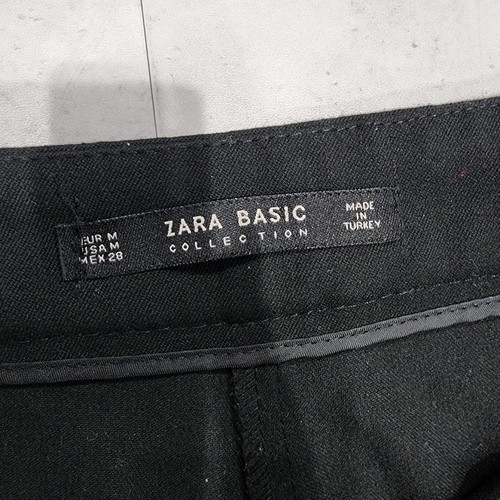 EUR M
USA M
MEX 28
ZARA BASIC
COLLECTION
MADE
IN
TURKEY